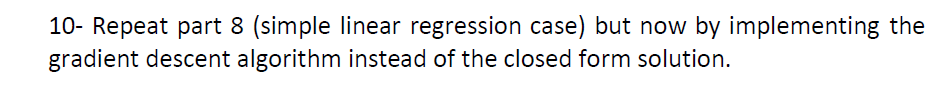 10- Repeat part 8 (simple linear regression case) but now by implementing the
gradient descent algorithm instead of the closed form solution.